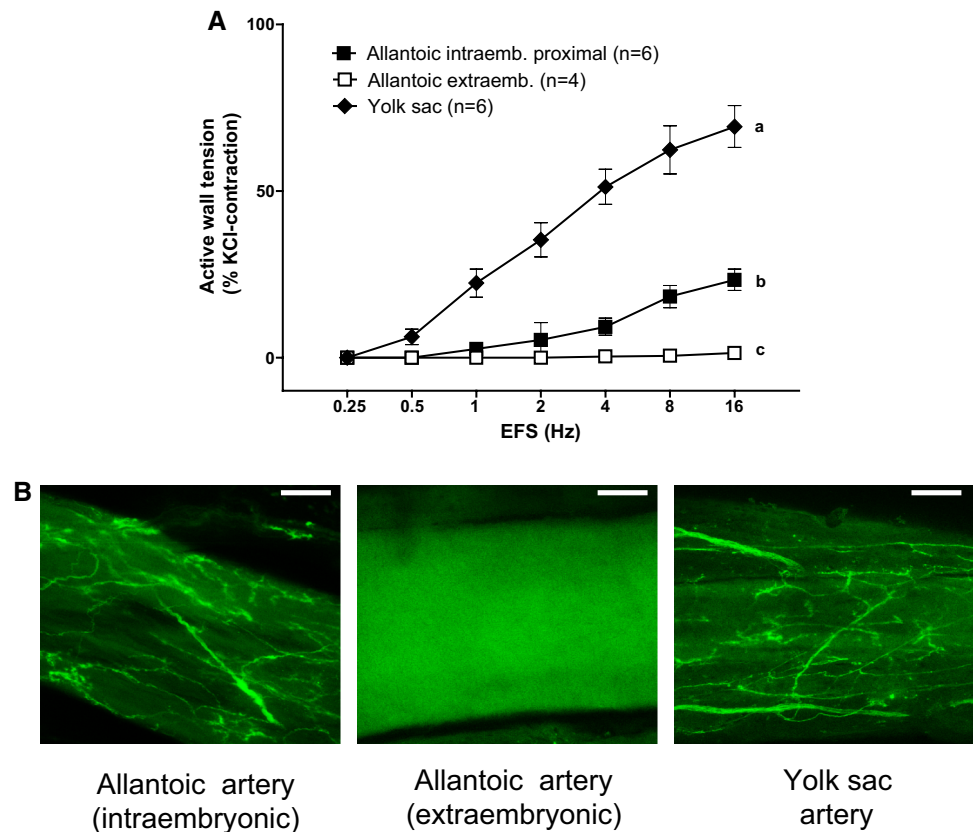 A
100
50
0
Active wall tension
(% KCl-contraction)
Allantoic intraemb. proximal (n=6)
Allantoic extraemb. (n=4)
Yolk sac (n=6)
a
b
c
0.25 0.5 1 2 4 8 16
EFS (Hz)
B
Allantoic artery
(intraembryonic)
Allantoic artery
(extraembryonic)
Yolk sac
artery